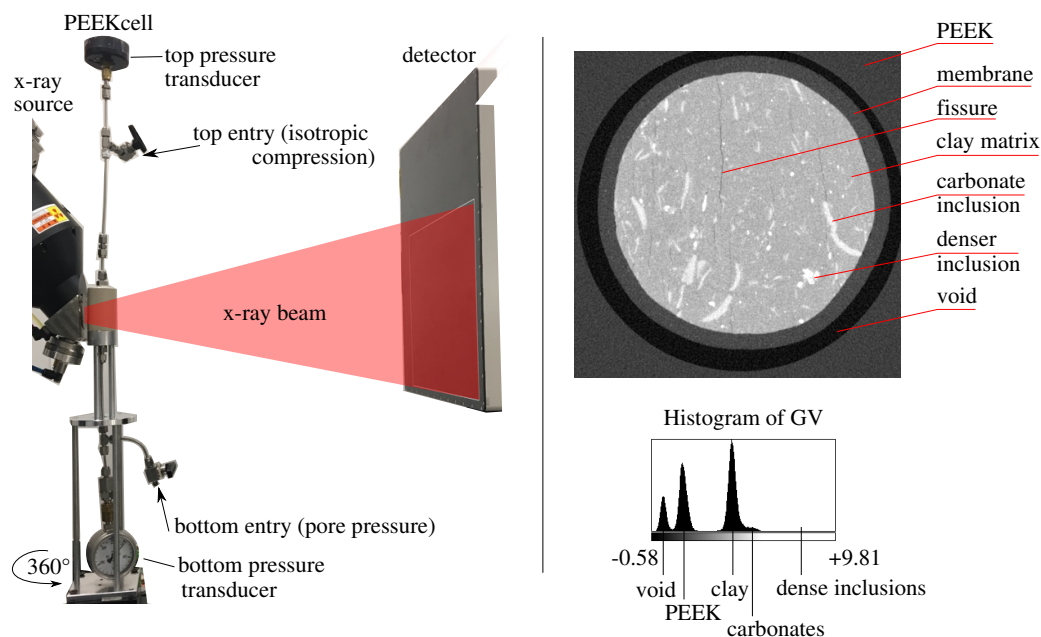 PEEKcell
top pressure
transducer
x-ray
source
detector
top entry (isotropic
compression)
x-ray beam
bottom entry (pore pressure)
360°
bottom pressure
transducer
PEEK
membrane
fissure
clay matrix
carbonate
inclusion
denser
inclusion
void
Histogram of GV
-0.58
+9.81
void
clay
dense inclusions
PEEK
carbonates